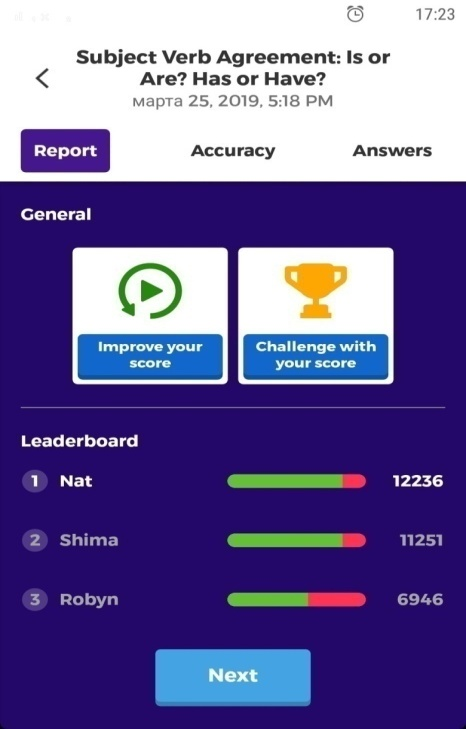 17:23
Subject Verb Agreement: Is or
Are? Has or Have?
марта 25, 2019, 5:18 PM
Report
Accuracy
Answers
General
Improve your
score
Challenge with
your score
Leaderboard
1 Nat 12236
2 Shima 11251
3 Robyn 6946
Next